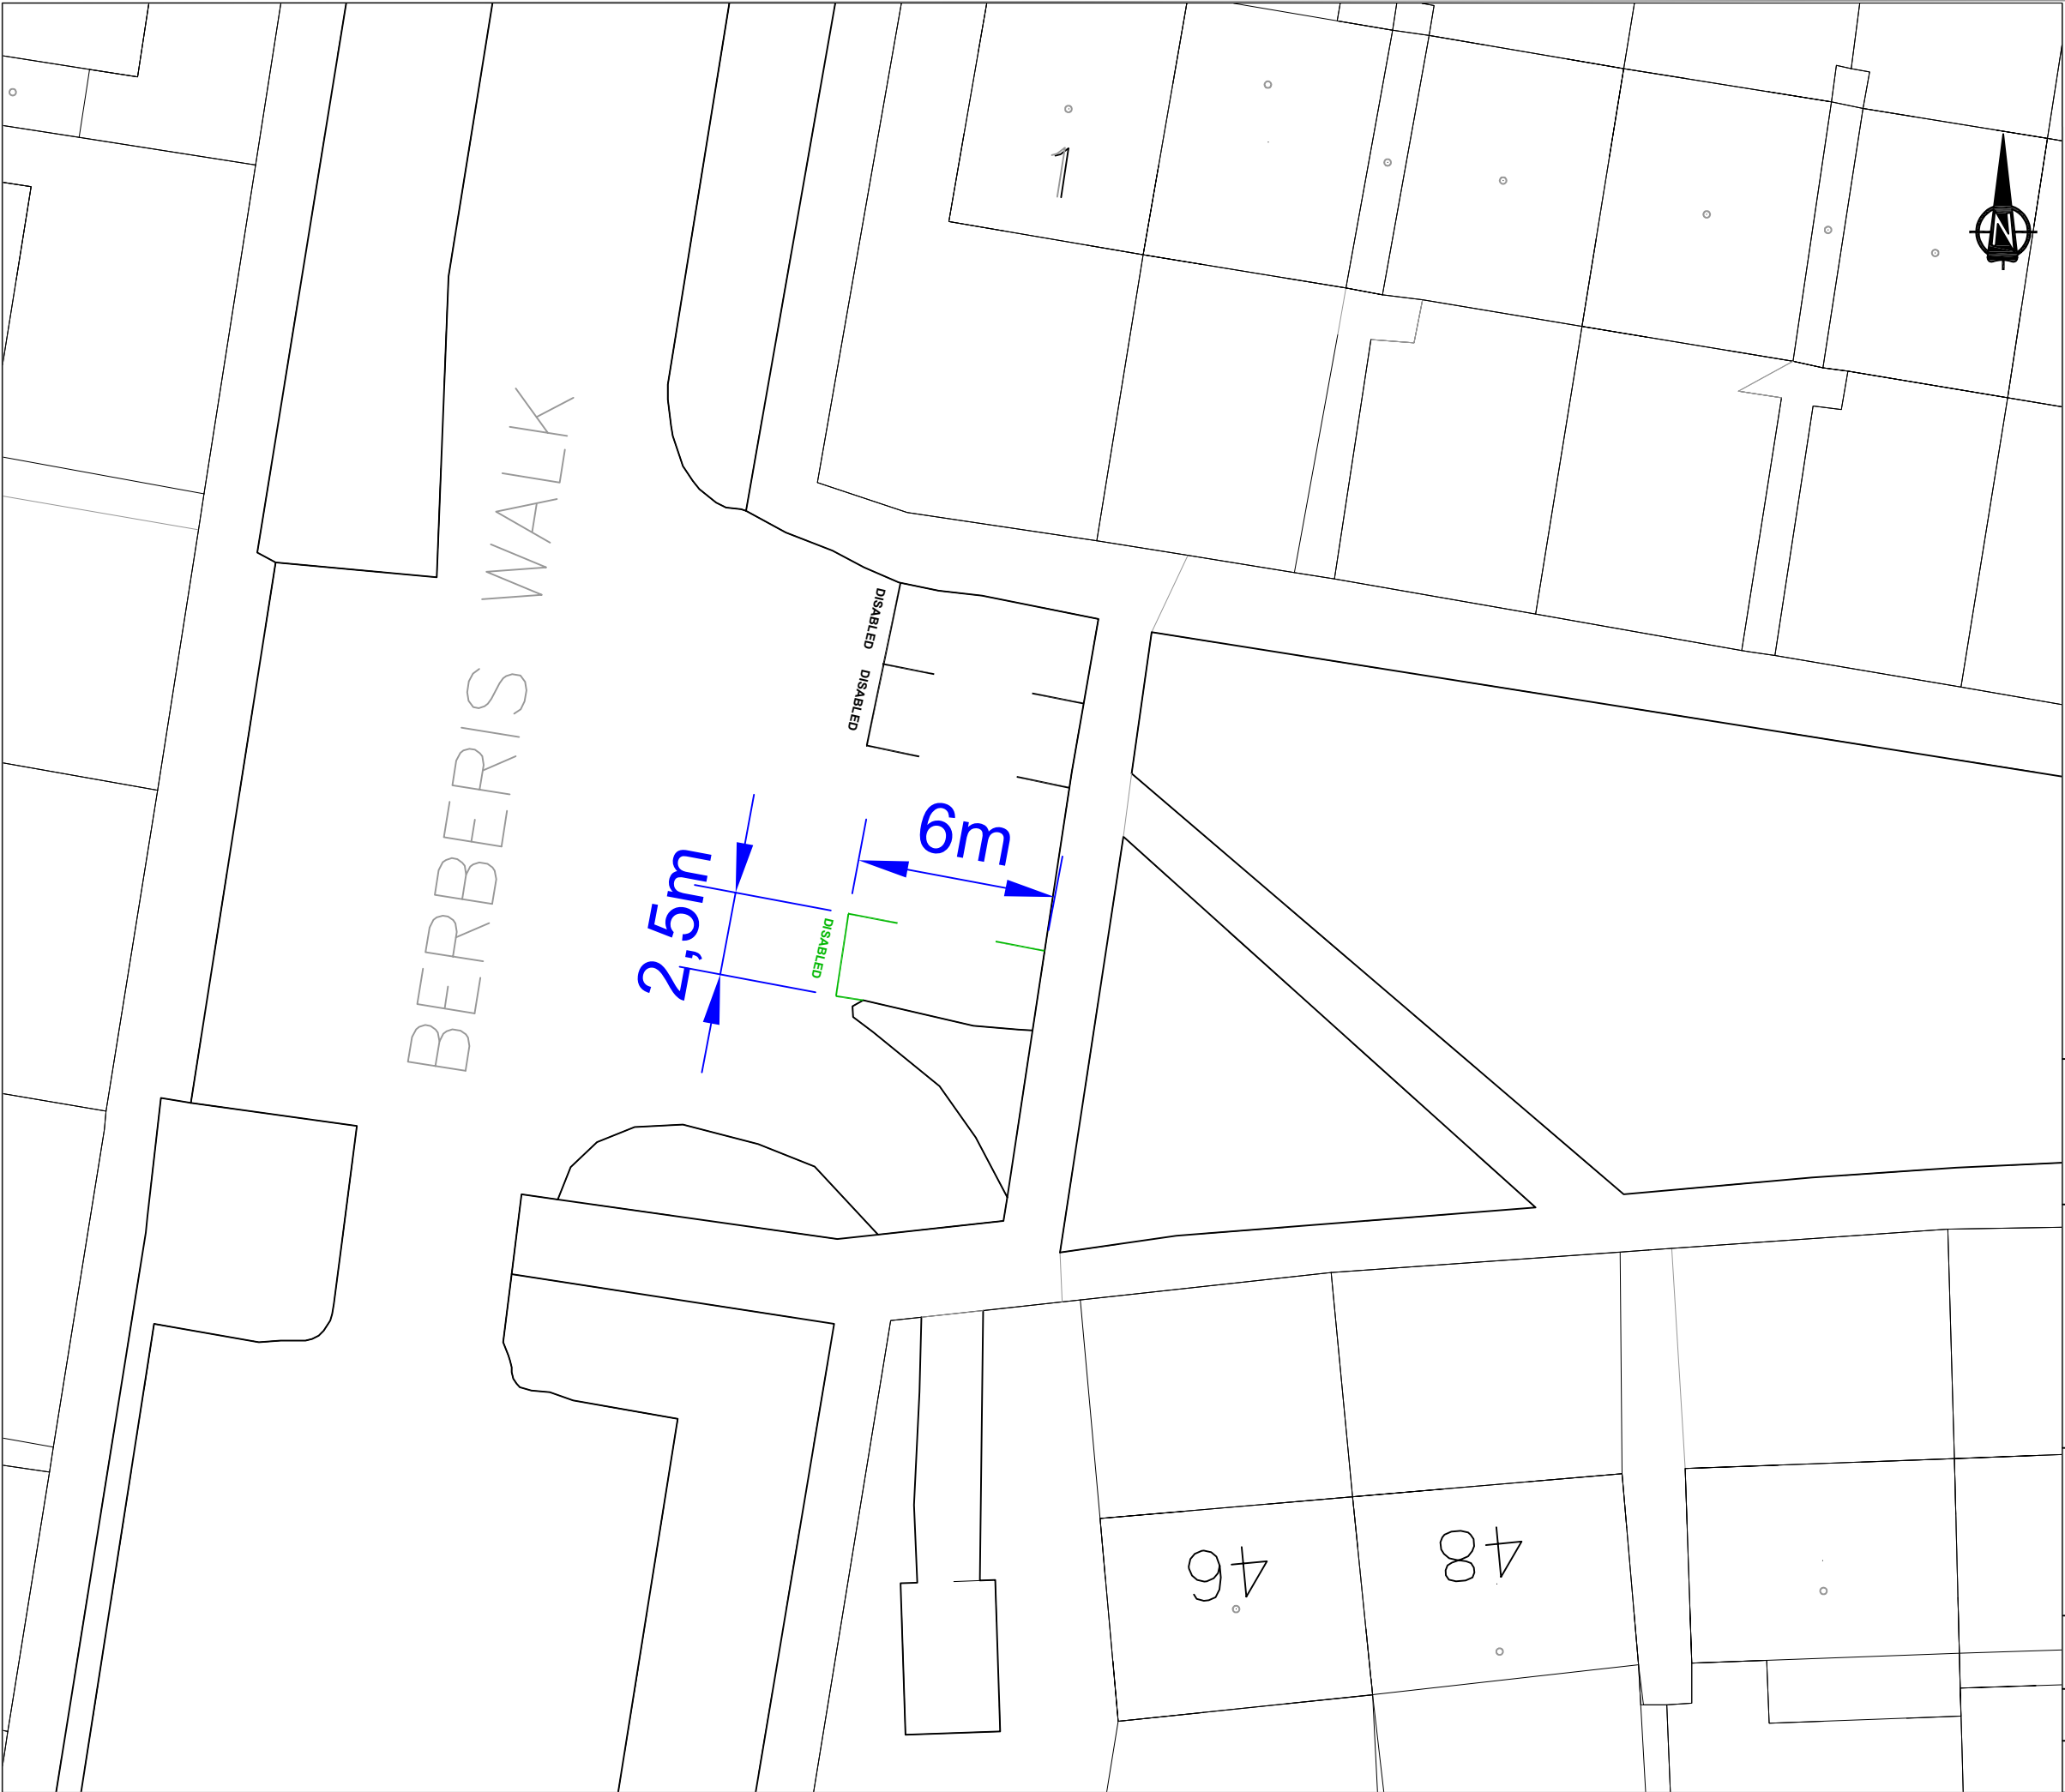 1
N
BERBERIS WALK
DISABLED
DISABLED
6m
2,5m
DISABLED
46
48